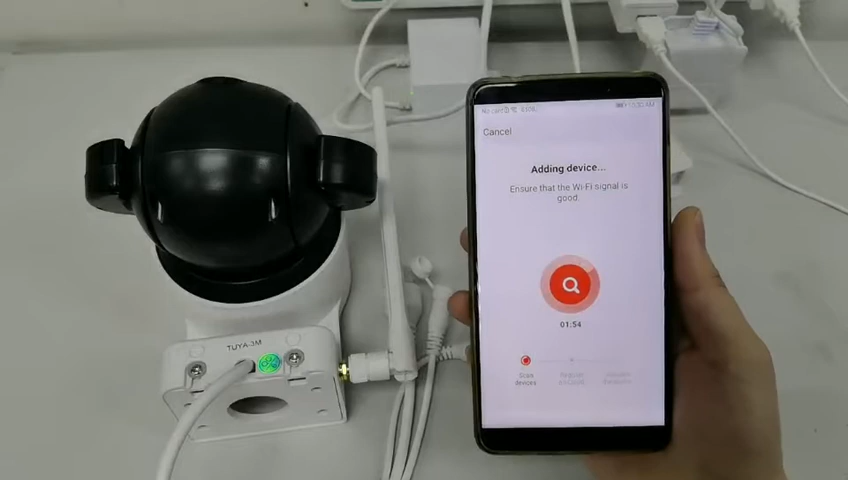 Cancel
Adding device...
Ensure that the Wi-Fi signal is
good.
01:54
Scan
devices
TUYA-3M